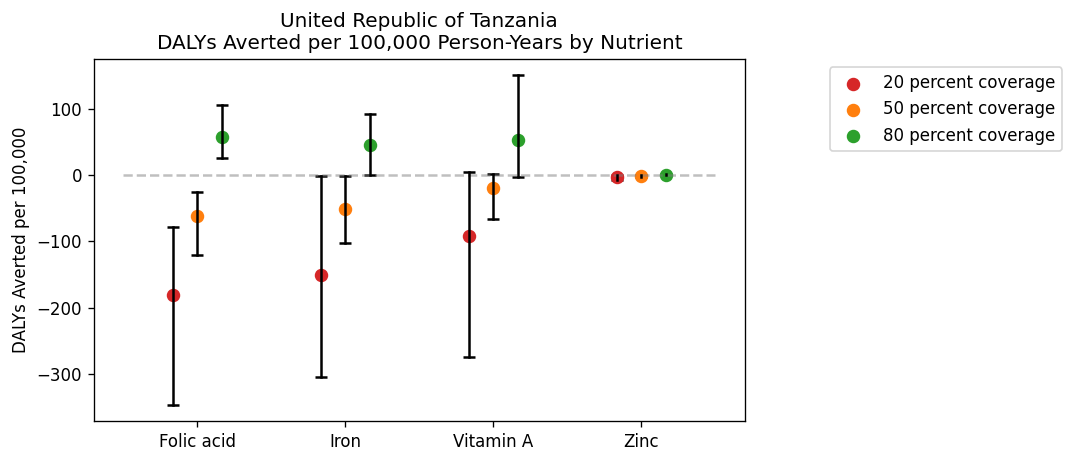 United Republic of Tanzania
DALYs Averted per 100,000 Person-Years by Nutrient
20 percent coverage
50 percent coverage
80 percent coverage
DALYs Averted per 100,000
100
0
−100
−200
−300
Folic acid
Iron
Vitamin A
Zinc